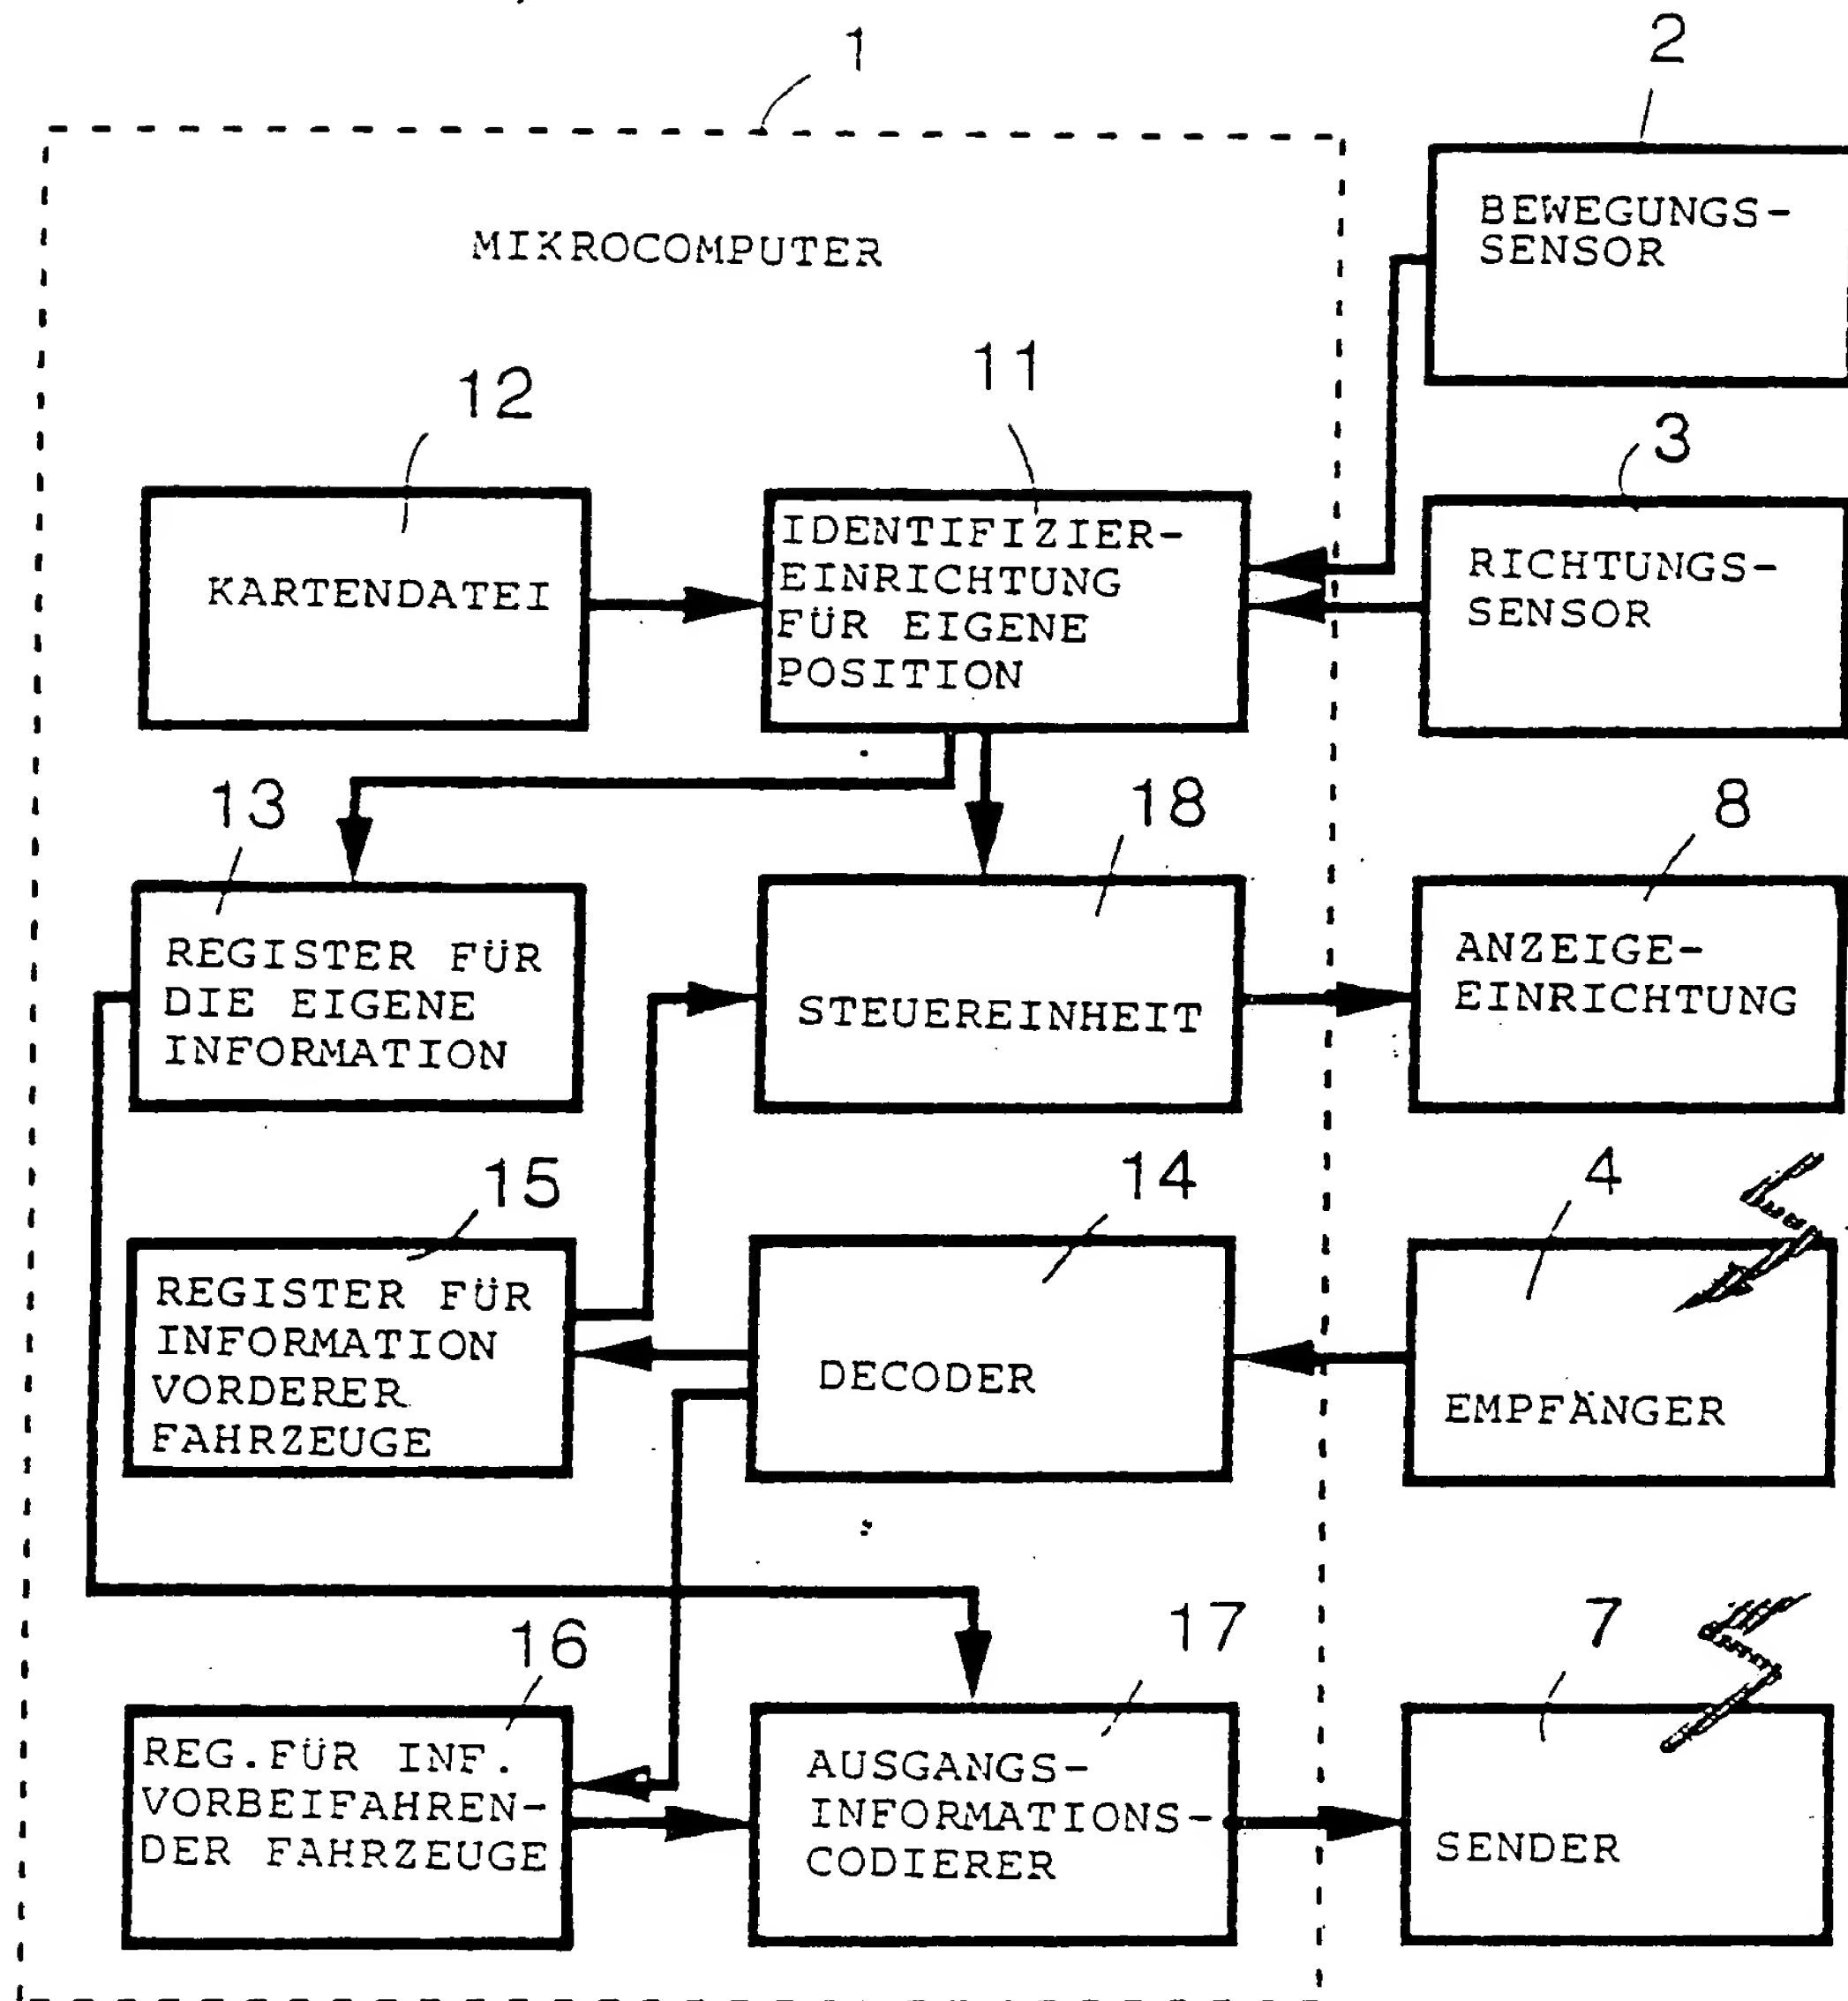 1
2
MIKROCOMPUTER
BEWEGUNGS-
SENSOR
12
11
3
KARTENDATEI
IDENTIFIZIER-
EINRICHTUNG
FÜR EIGENE
POSITION
RICHTUNGS-
SENSOR
13
18
8
REGISTER FÜR
DIE EIGENE
INFORMATION
STEUEREINHEIT
ANZEIGE-
EINRICHTUNG
15
14
4
REGISTER FÜR
INFORMATION
VORDERER
FAHRZEUGE
DECODER
EMPFÄNGER
16
17
7
REG.FÜR INF.
VORBEIFAHREN-
DER FAHRZEUGE
AUSGANGS-
INFORMATIONS-
CODIERER
SENDER